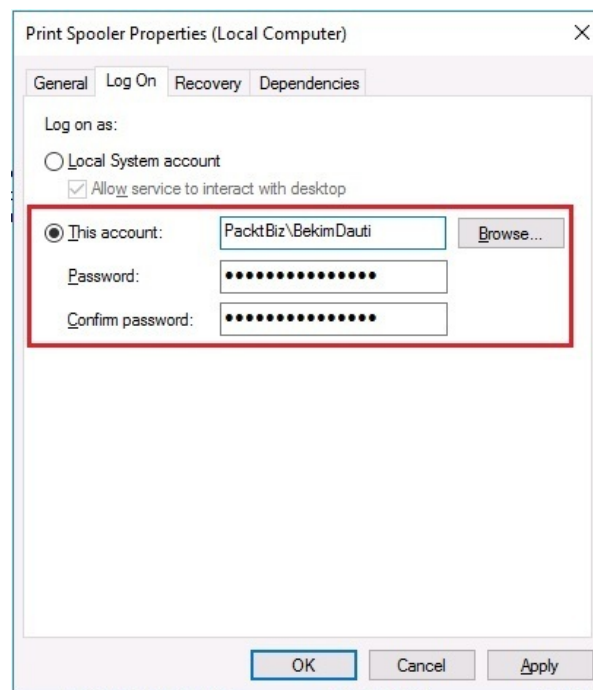 Print Spooler Properties (Local Computer)
General Log On Recovery Dependencies
Log on as:
Local System account
Allow service to interact with desktop
This account: PacktBiz\BekimDauti Browse...
Password: •••••••••••••••
Confirm password: •••••••••••••••
OK Cancel Apply